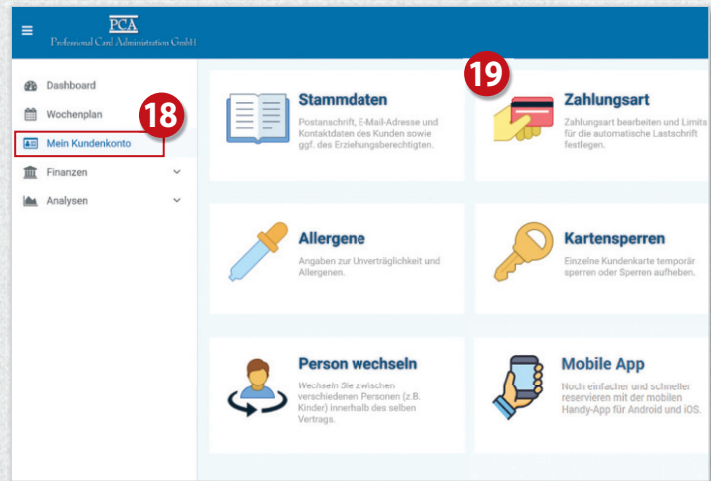 PCA
Professional Card Administration GmbH
Dashboard
Wochenplan
18
Mein Kundenkonto
Finanzen
Analysen
19
Stammdaten
Postanschrift, E-Mail-Adresse und
Kontaktdaten des Kunden sowie
ggf. des Erziehungsberechtigten.
Zahlungsart
Zahlungsart bearbeiten und Limits
für die automatische Lastschrift
festlegen.
Allergene
Angaben zur Unverträglichkeit und
Allergenen.
Kartensperren
Einzelne Kundenkarte temporär
sperren oder Sperren aufheben.
Person wechseln
Wechseln Sie zwischen
verschiedenen Personen (z.B.
Kinder) innerhalb des selben
Vertrags.
Mobile App
Noch einfacher und schneller
reservieren mit der mobilen
Handy-App für Android und iOS.